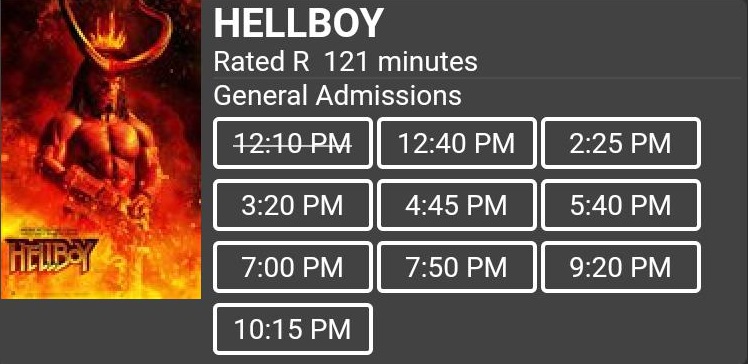 HELLBOY
Rated R 121 minutes
General Admissions
12:10 PM 12:40 PM 2:25 PM
3:20 PM 4:45 PM 5:40 PM
7:00 PM 7:50 PM 9:20 PM
10:15 PM
HELLBOY